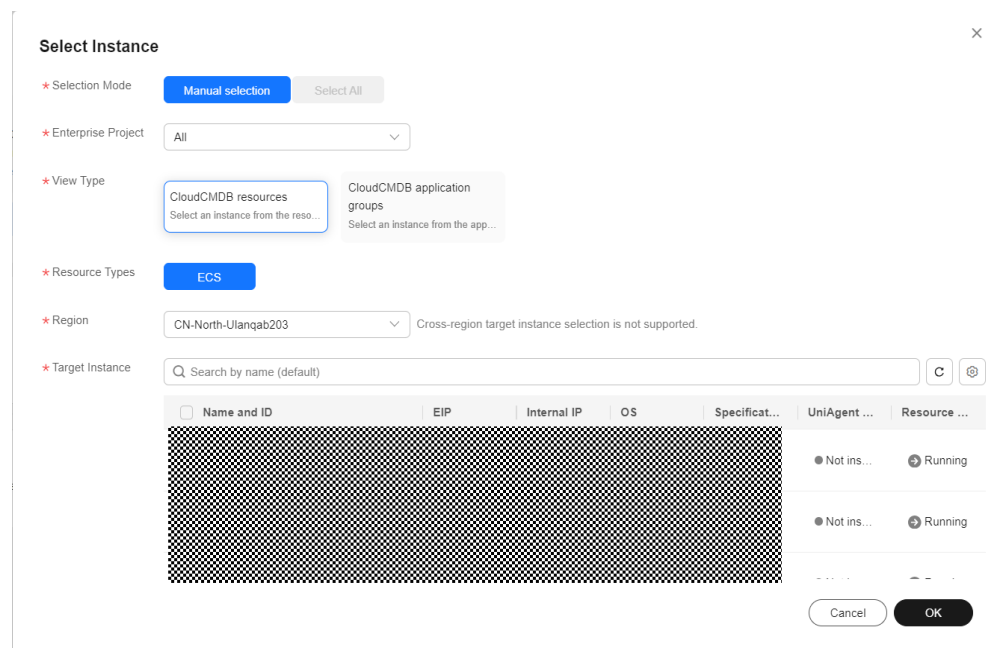 Select Instance
* Selection Mode
Manual selection
Select All
* Enterprise Project
All
* View Type
CloudCMDB resources
Select an instance from the reso...
CloudCMDB application
groups
Select an instance from the app...
* Resource Types
ECS
* Region
CN-North-Ulanqab203
Cross-region target instance selection is not supported.
* Target Instance
Search by name (default)
Name and ID EIP Internal IP OS Specificat... UniAgent ... Resource ...
Not ins... Running
Not ins... Running
Cancel OK